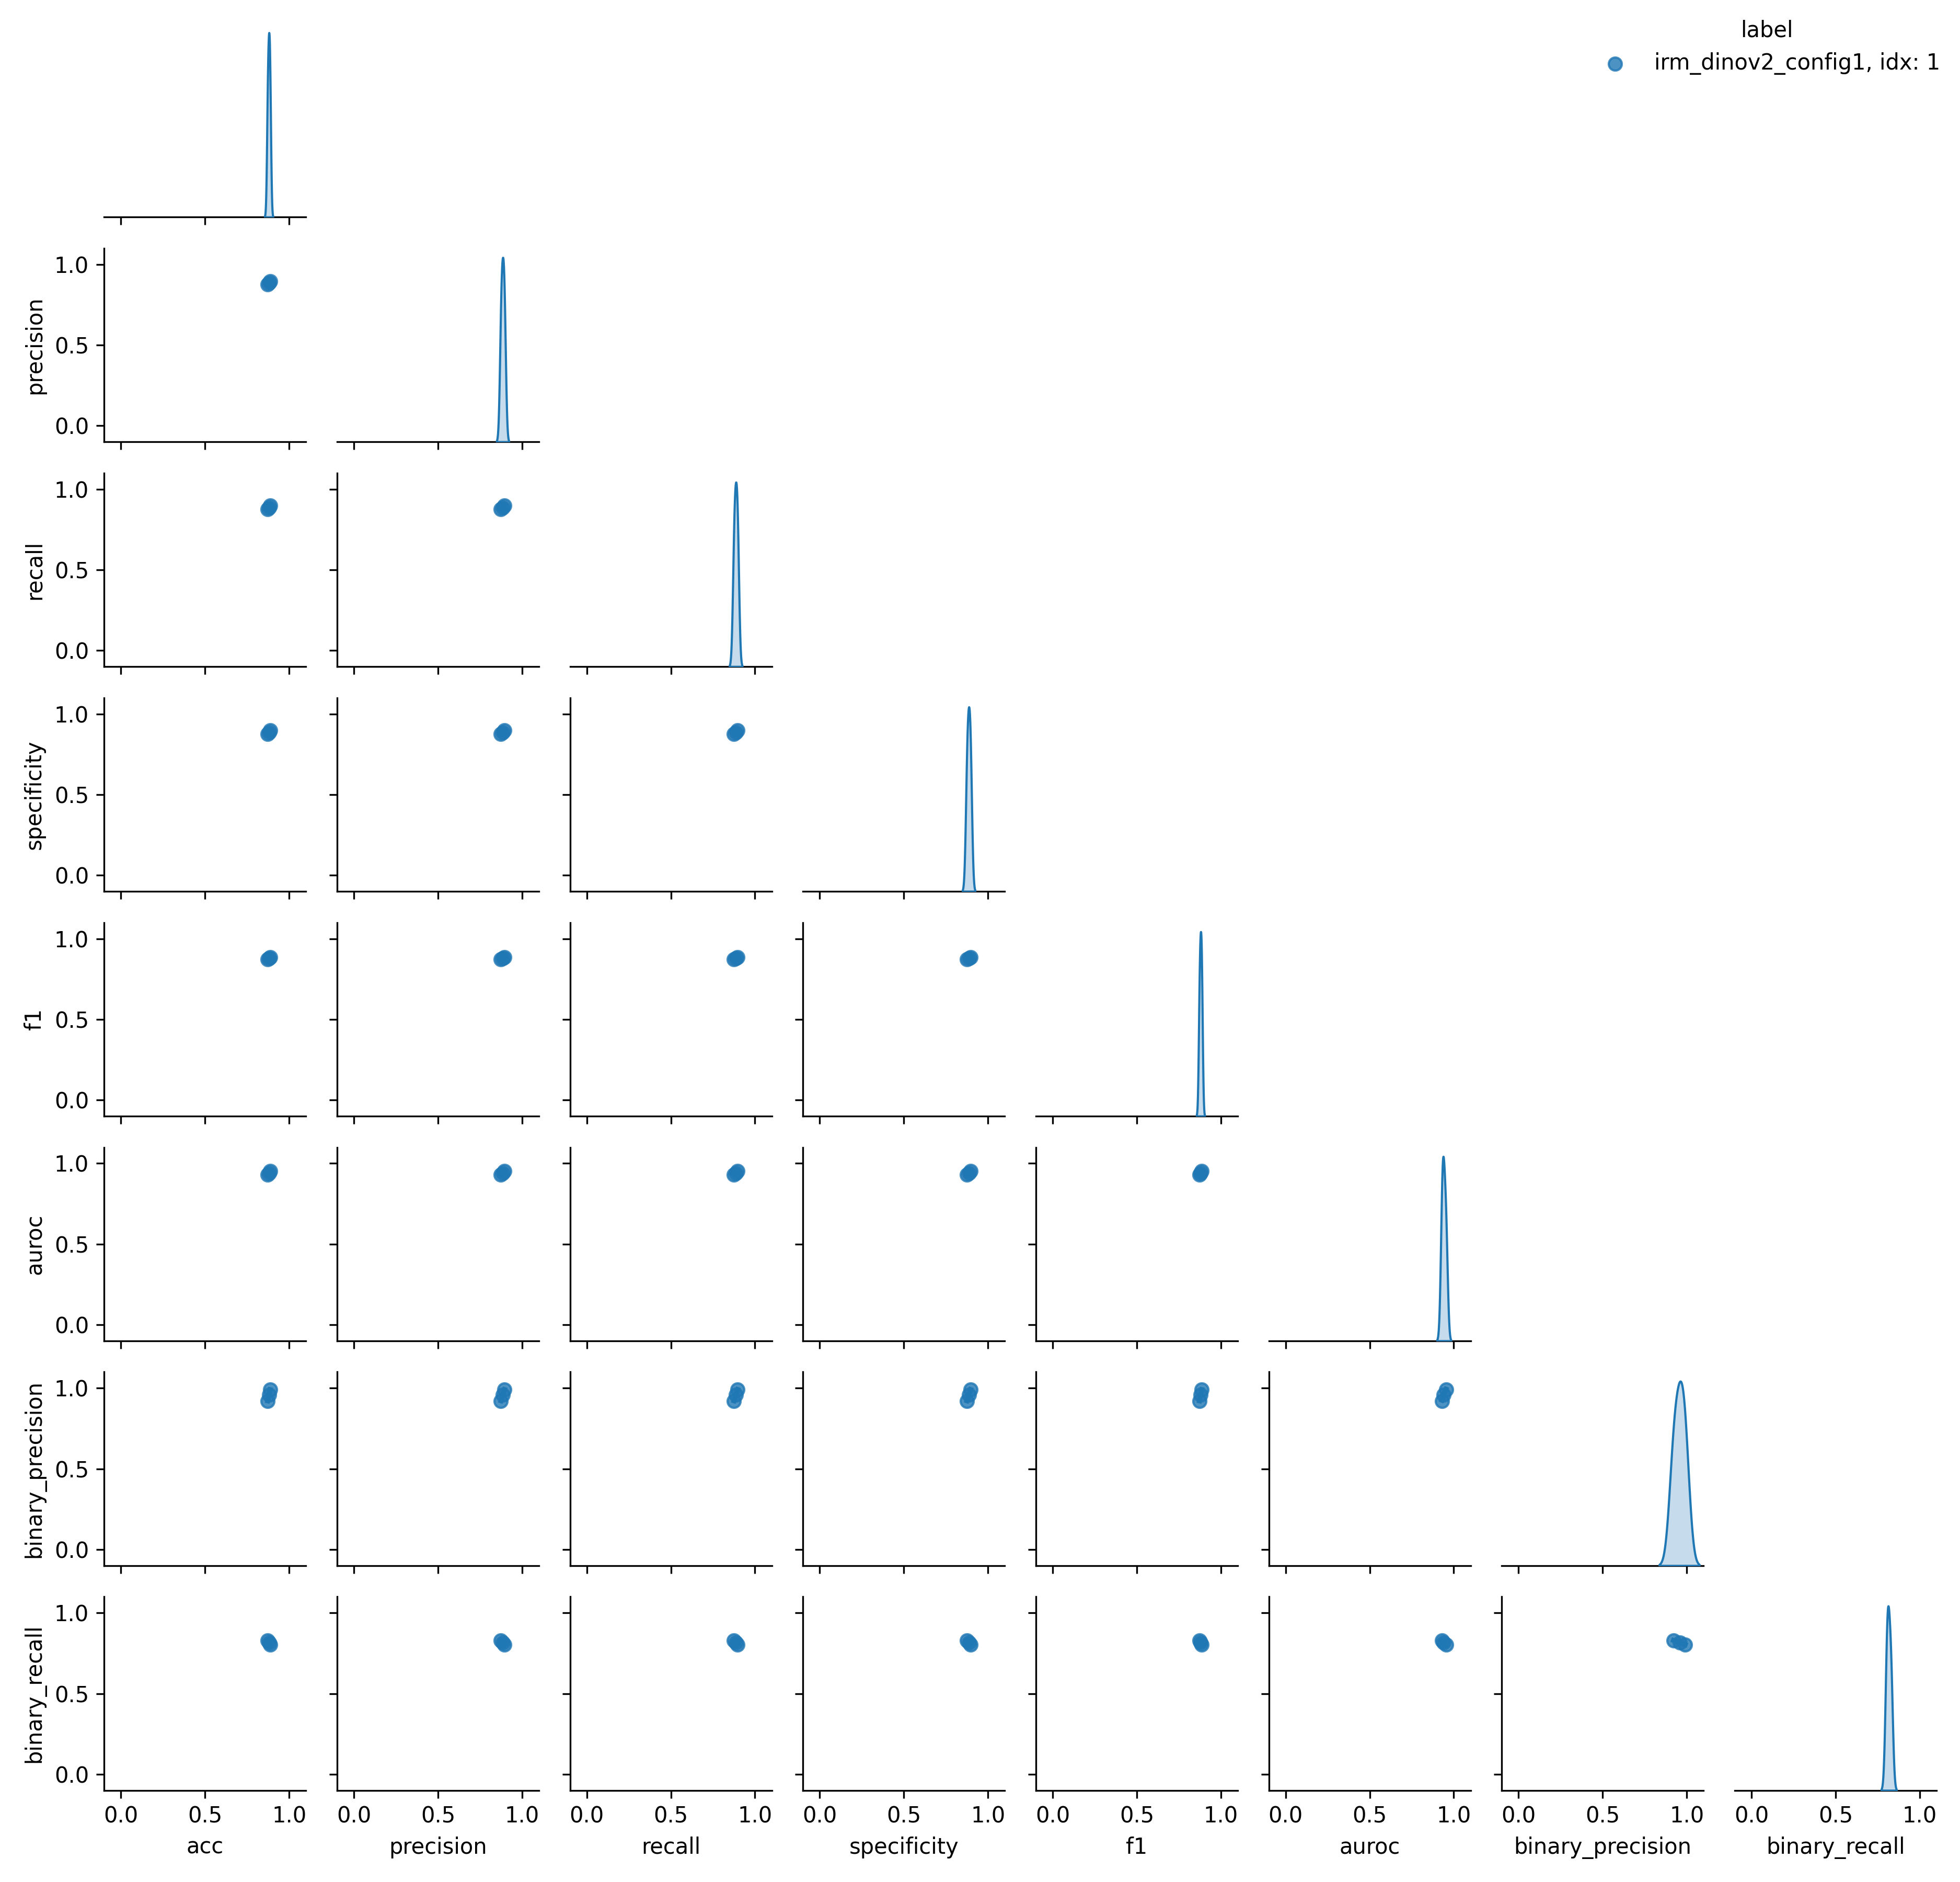 label
irm_dinov2_config1, idx: 1
precision
1.0
0.5
0.0
recall
1.0
0.5
0.0
specificity
1.0
0.5
0.0
f1
1.0
0.5
0.0
auroc
1.0
0.5
0.0
binary_precision
1.0
0.5
0.0
binary_recall
1.0
0.5
0.0
0.0 0.5 1.0 0.0 0.5 1.0 0.0 0.5 1.0 0.0 0.5 1.0 0.0 0.5 1.0 0.0 0.5 1.0 0.0 0.5 1.0 0.0 0.5 1.0
acc precision recall specificity f1 auroc binary_precision binary_recall